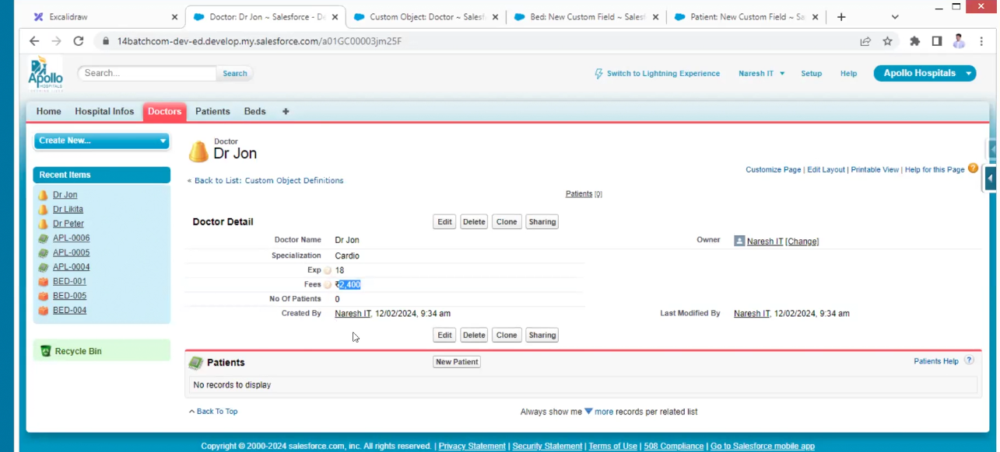 Excalidraw
Doctor: Dr Jon ~ Salesforce - De
Custom Object: Doctor ~ Salesf
Bed: New Custom Field ~ Salesf
Patient: New Custom Field ~ Sa
14batchcom-dev-ed.develop.my.salesforce.com/a01GC00003jm25F
Apollo
HOSPITALS
Search...
Search
Switch to Lightning Experience
Naresh IT
Setup
Help
Apollo Hospitals
Home
Hospital Infos
Doctors
Patients
Beds
+
Create New...
Recent Items
Dr Jon
Dr Likita
Dr Peter
APL-0006
APL-0005
APL-0004
BED-001
BED-005
BED-004
Recycle Bin
Doctor
Dr Jon
Customize Page | Edit Layout | Printable View | Help for this Page
« Back to List: Custom Object Definitions
Patients [0]
Doctor Detail
Edit Delete Clone Sharing
Doctor Name Dr Jon
Owner Naresh IT [Change]
Specialization Cardio
Exp 18
Fees ₹2,400
No Of Patients 0
Created By Naresh IT, 12/02/2024, 9:34 am
Last Modified By Naresh IT, 12/02/2024, 9:34 am
Edit Delete Clone Sharing
Patients
New Patient
Patients Help ?
No records to display
Back To Top
Always show me more records per related list
Copyright © 2000-2024 salesforce.com, inc. All rights reserved. | Privacy Statement | Security Statement | Terms of Use | 508 Compliance | Go to Salesforce mobile app